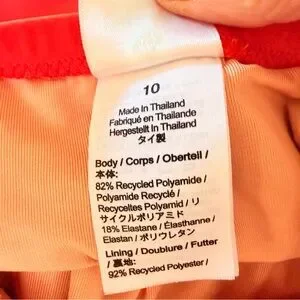 10
Made In Thailand
Fabriqué en Thaïlande
Hergestellt In Thailand
タイ製
Body / Corps / Oberteil /
本体:
82% Recycled Polyamide /
Polyamide Recyclé /
Recyceltes Polyamid / リ
サイクルポリアミド
18% Elastane / Élasthanne /
Elastan / ポリウレタン
Lining / Doublure / Futter
/ 裏地:
92% Recycled Polyester /